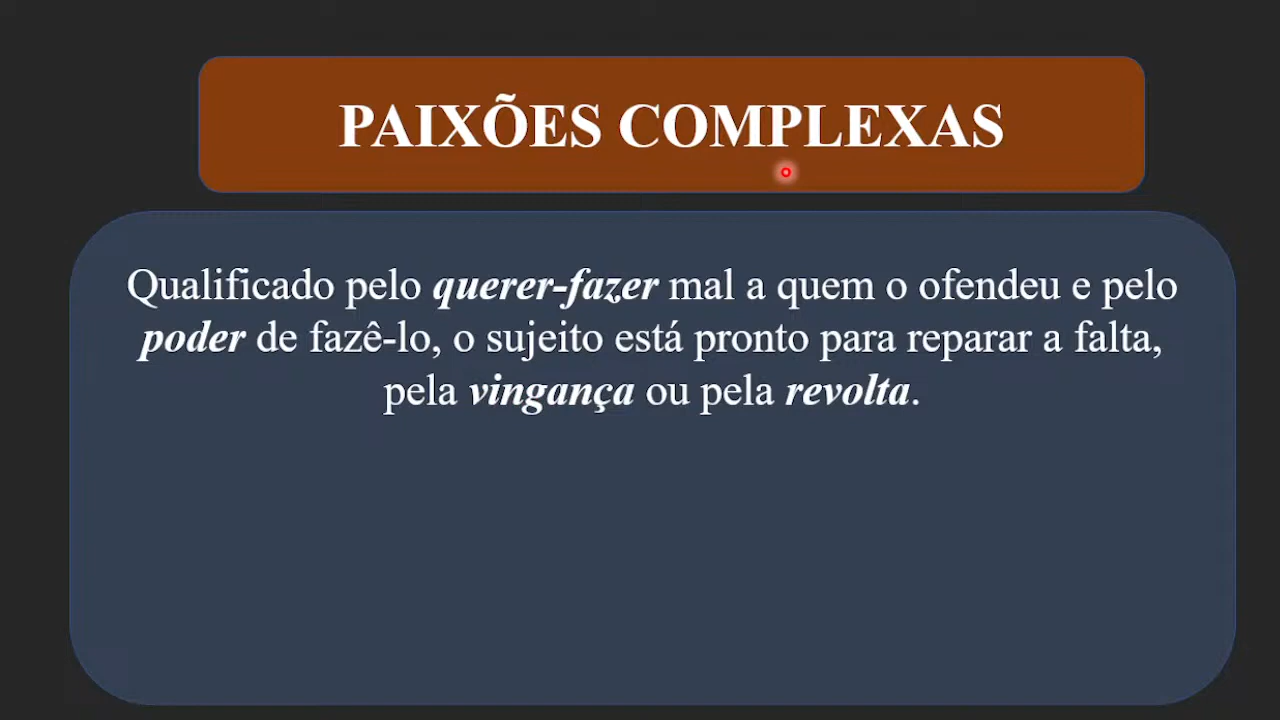 PAIXÕES COMPLEXAS
Qualificado pelo querer-fazer mal a quem o ofendeu e pelo
poder de fazê-lo, o sujeito está pronto para reparar a falta,
pela vingança ou pela revolta.